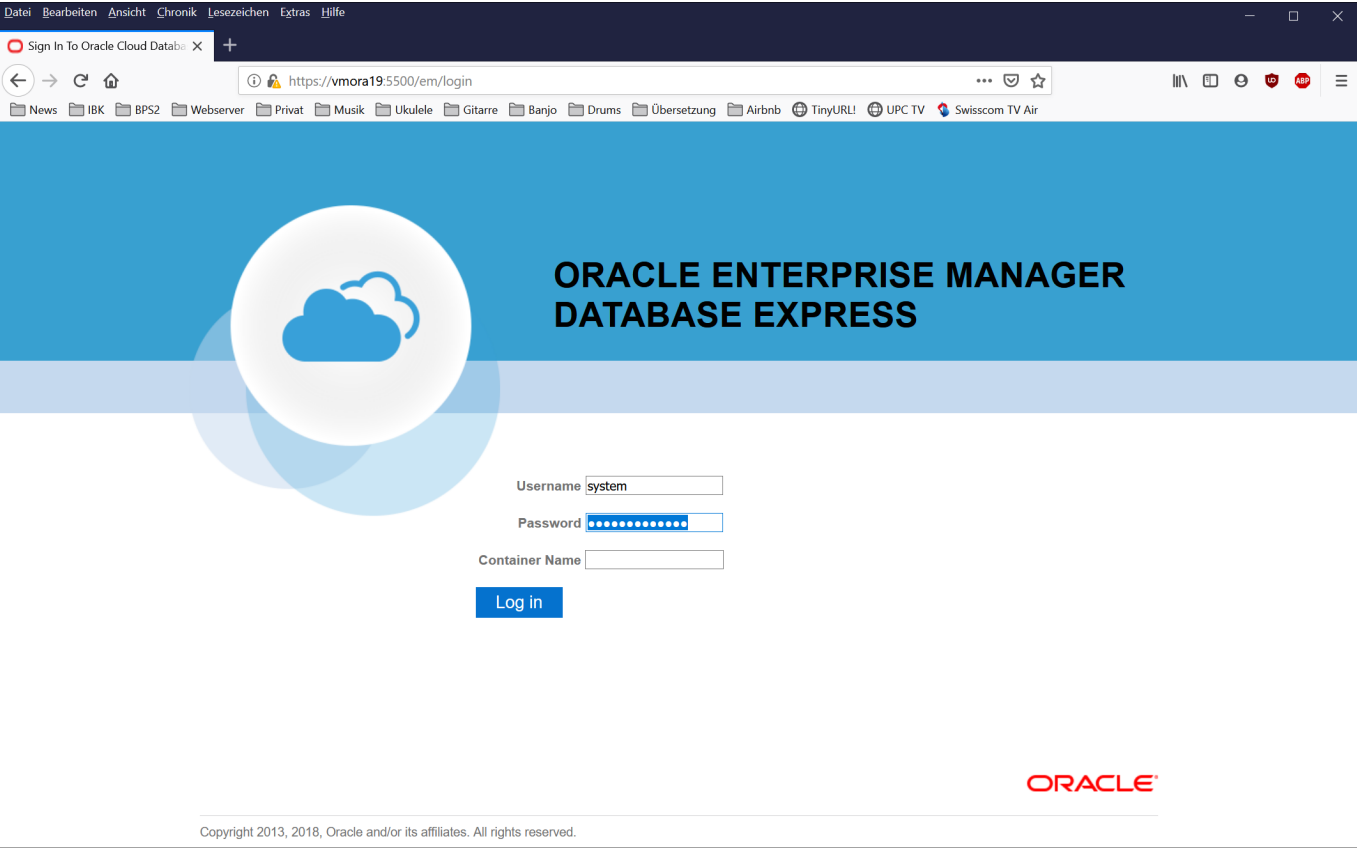 Datei Bearbeiten Ansicht Chronik Lesezeichen Extras Hilfe
Sign In To Oracle Cloud Databa
https://vmora19:5500/em/login
ABP
News IBK BPS2 Webserver Privat Musik Ukulele Gitarre Banjo Drums Übersetzung Airbnb TinyURL! UPC TV Swisscom TV Air
ORACLE ENTERPRISE MANAGER
DATABASE EXPRESS
Username system
Password ●●●●●●●●●●●●●
Container Name
Log in
ORACLE
Copyright 2013, 2018, Oracle and/or its affiliates. All rights reserved.